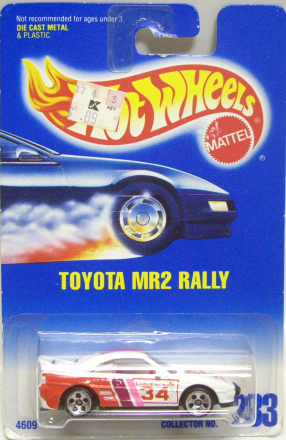 Not recommended for ages under 3.
DIE CAST METAL
& PLASTIC
K
.89
Hot Wheels
MATTEL
®
TOYOTA MR2 RALLY
34
4609
COLLECTOR NO.